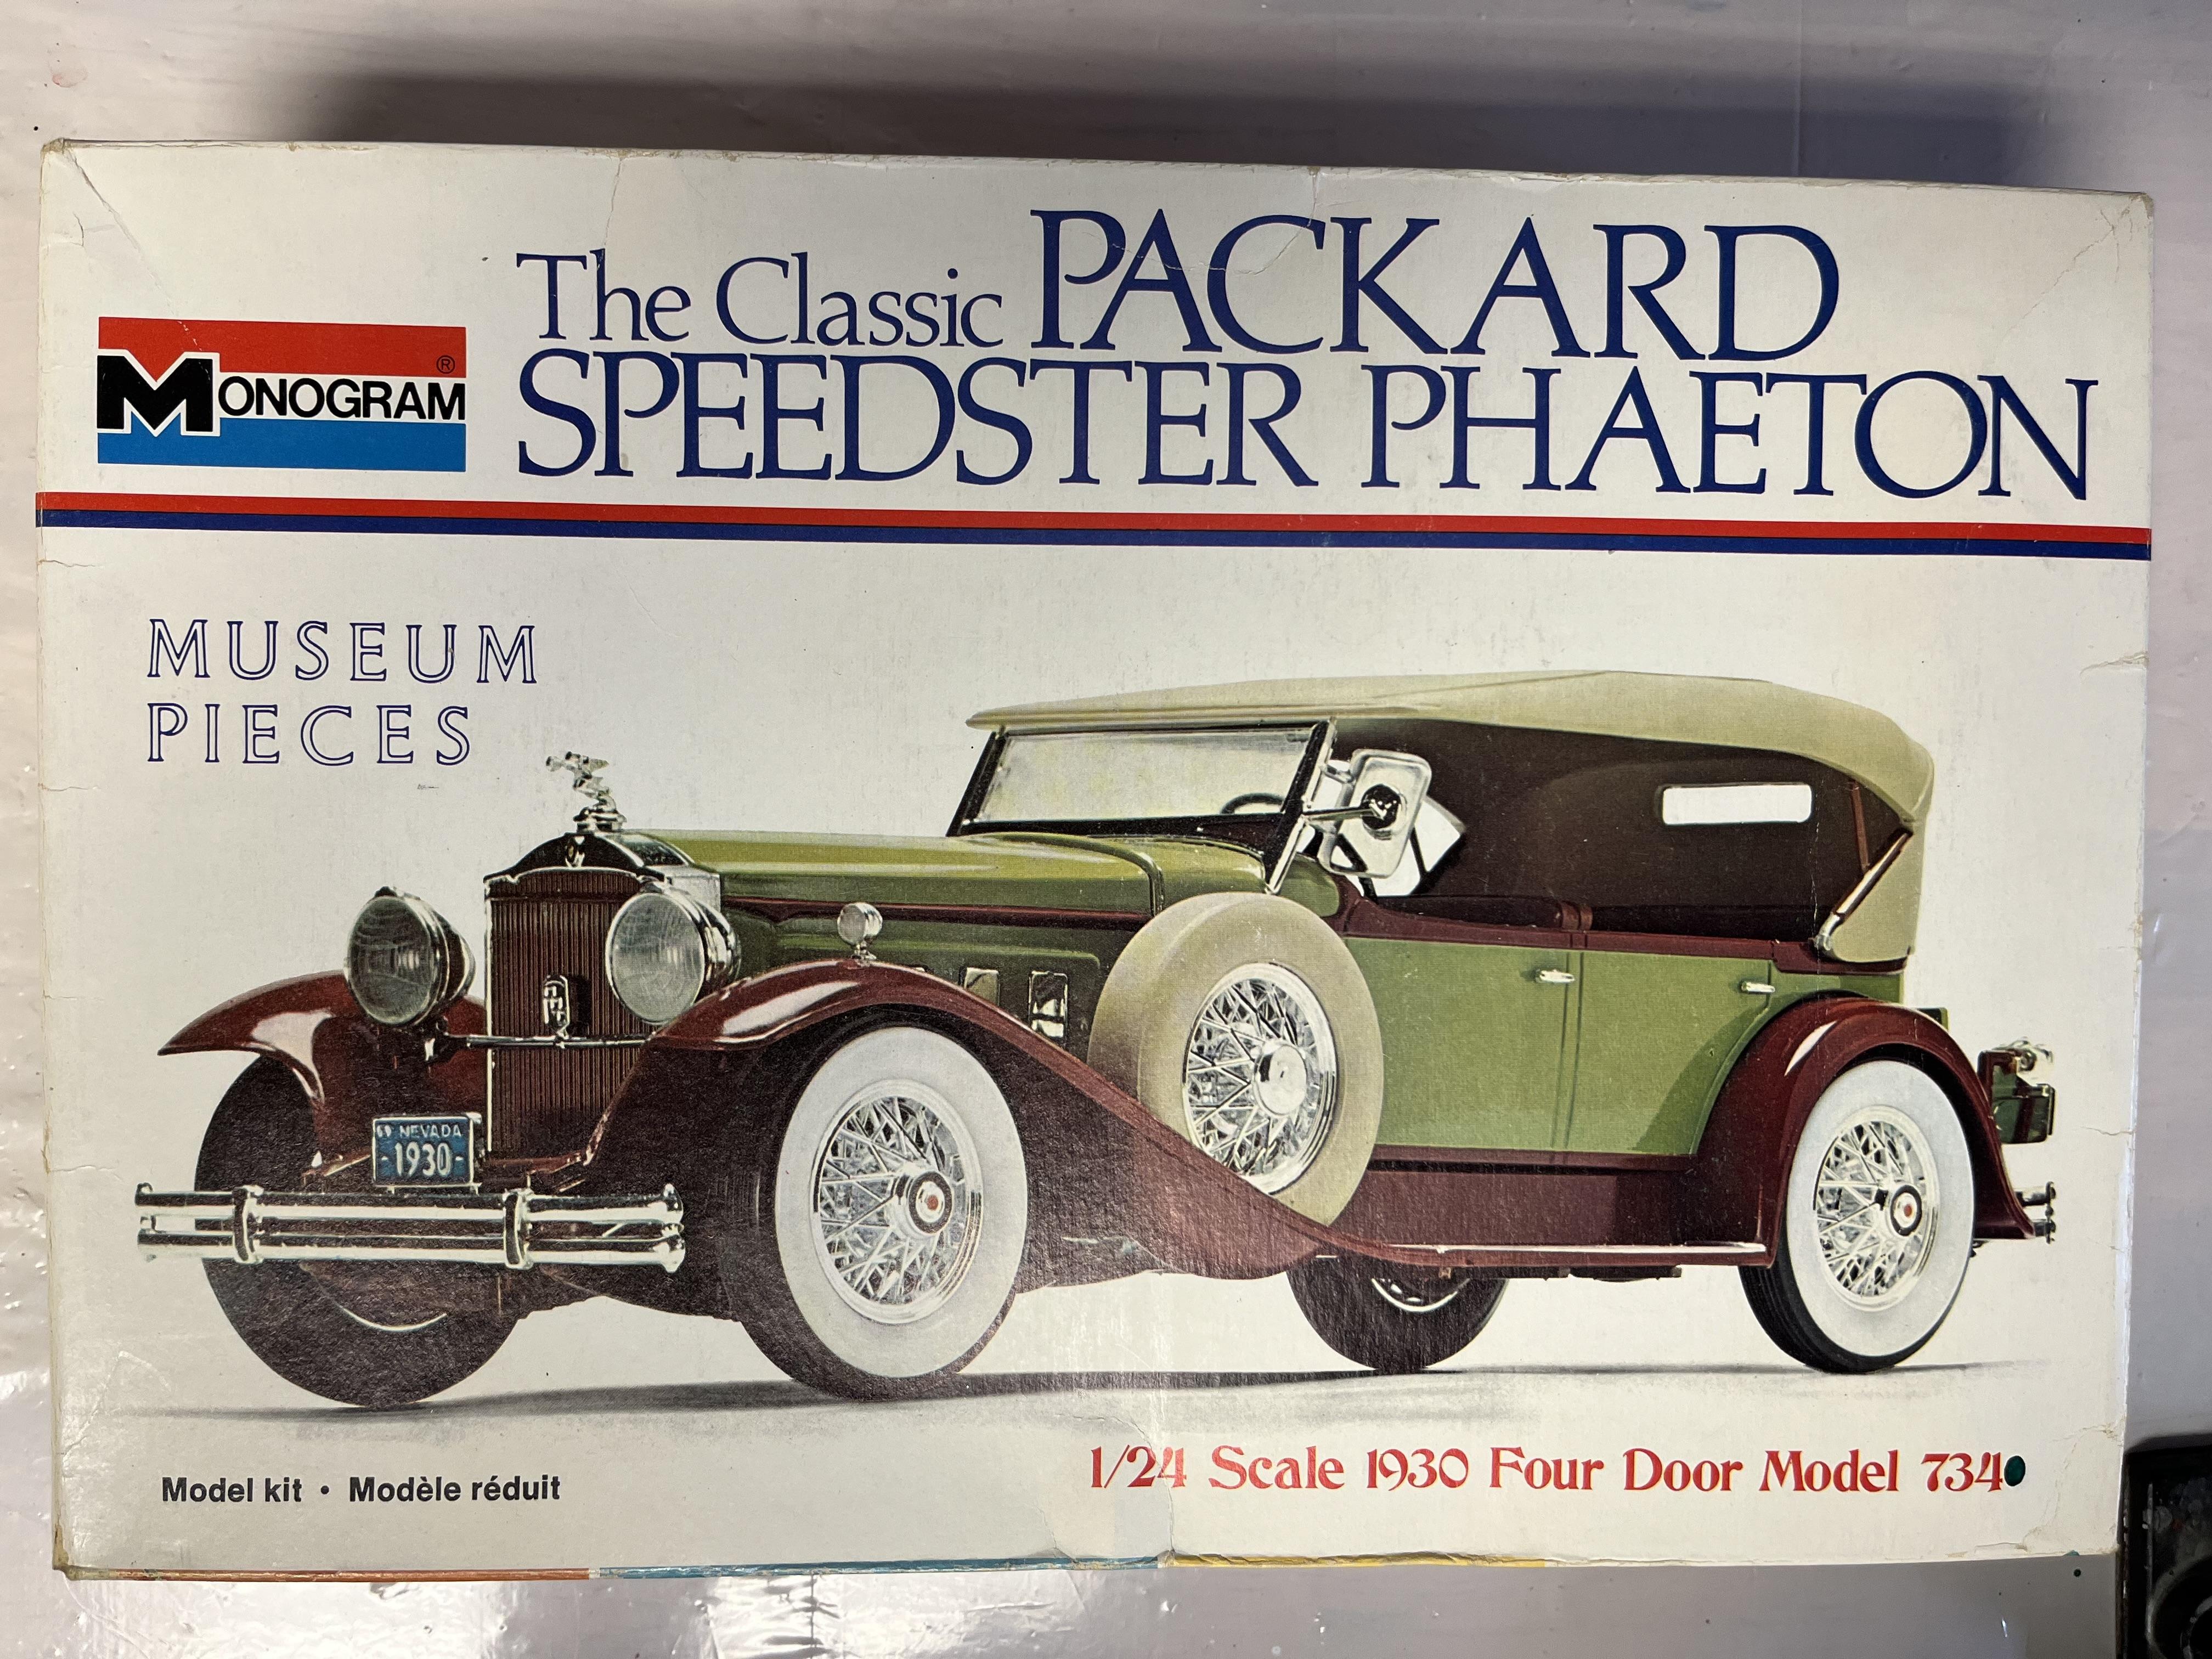 The Classic PACKARD
SPEEDSTER PHAETON
MONOGRAM®
MUSEUM
PIECES
NEVADA
-1930-
Model kit • Modèle réduit
1/24 Scale 1930 Four Door Model 734